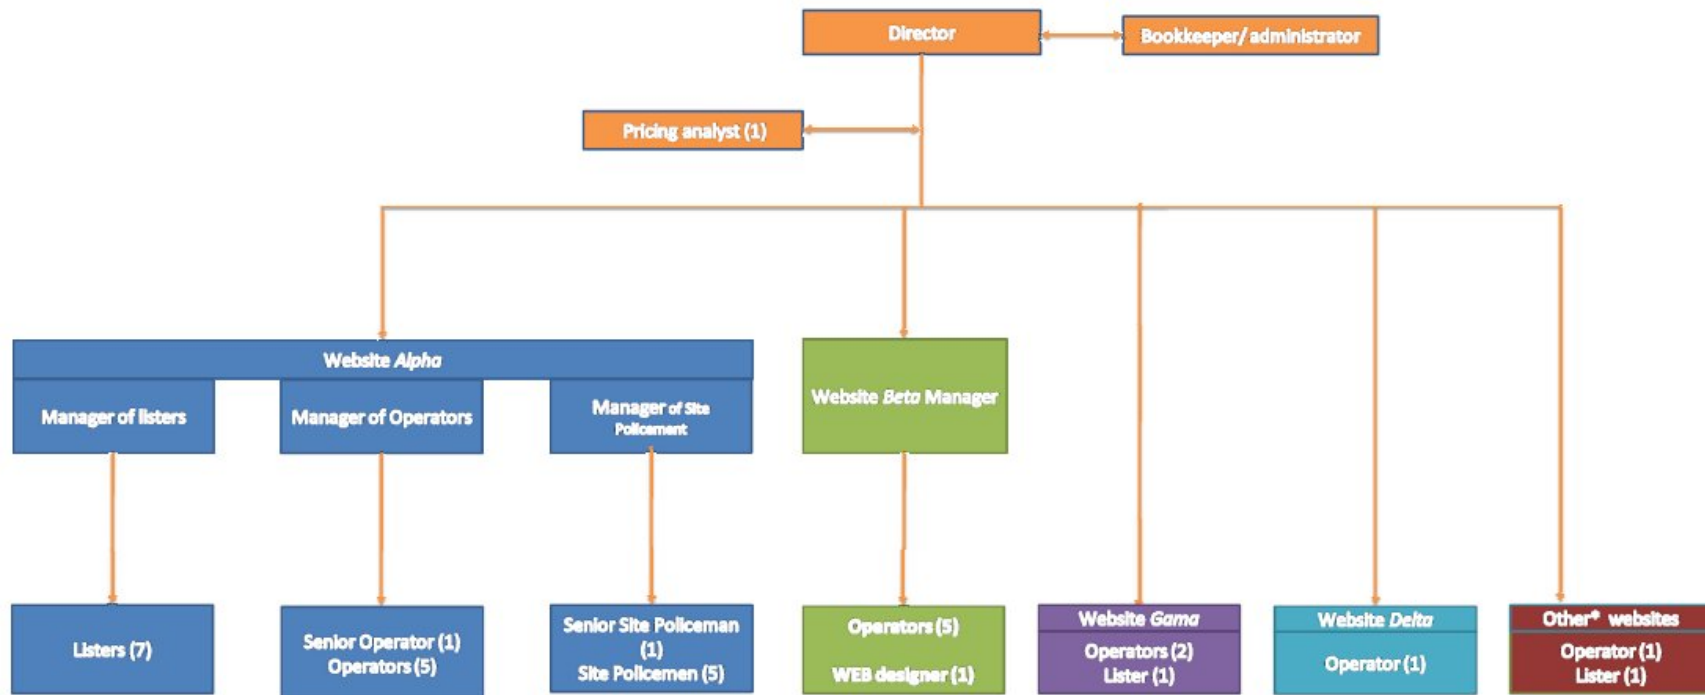 Director
Bookkeeper/ administrator
Pricing analyst (1)
Website Alpha
Manager of listers
Manager of Operators
Manager of Site
Policement
Website Beta Manager
Listers (7)
Senior Operator (1)
Operators (5)
Senior Site Policeman
(1)
Site Policemen (5)
Operators (5)
WEB designer (1)
Website Gama
Operators (2)
Lister (1)
Website Delta
Operator (1)
Other* websites
Operator (1)
Lister (1)